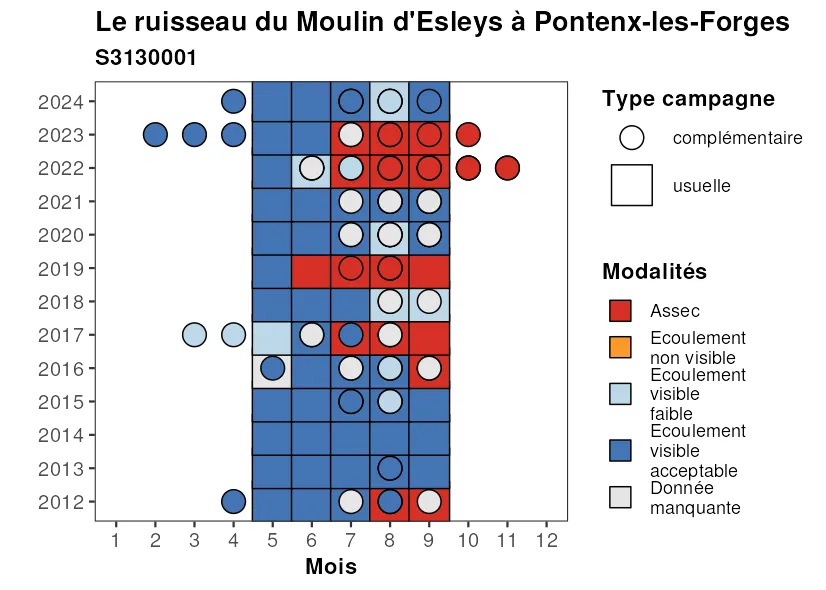 Le ruisseau du Moulin d'Esleys à Pontenx-les-Forges
S3130001
2024
2023
2022
2021
2020
2019
2018
2017
2016
2015
2014
2013
2012
1 2 3 4 5 6 7 8 9 10 11 12
Mois
Type campagne
complémentaire
usuelle
Modalités
Assec
Ecoulement
non visible
Ecoulement
visible
faible
Ecoulement
visible
acceptable
Donnée
manquante